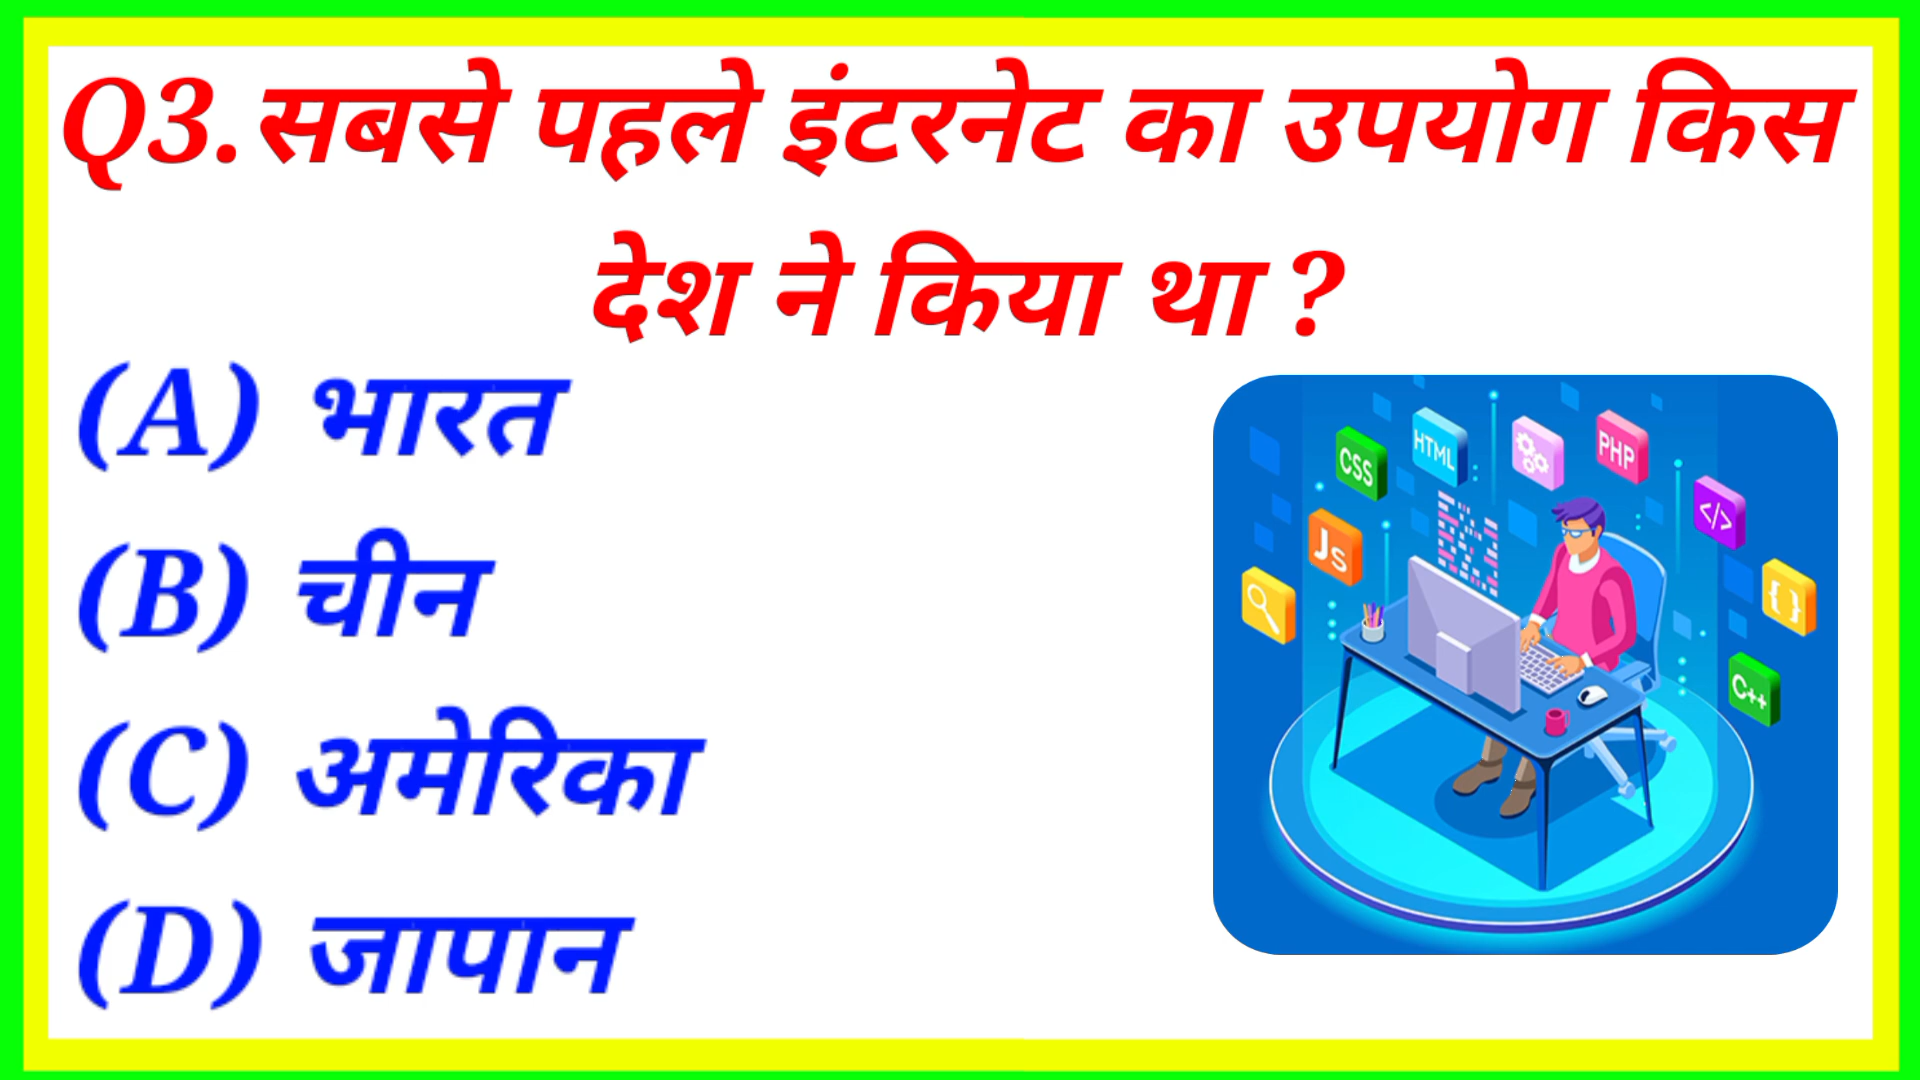 Q3.सबसे पहले इंटरनेट का उपयोग किस
देश ने किया था ?
(A) भारत
(B) चीन
(C) अमेरिका
(D) जापान
CSS
HTML
PHP
</>
Js
{ }
C++